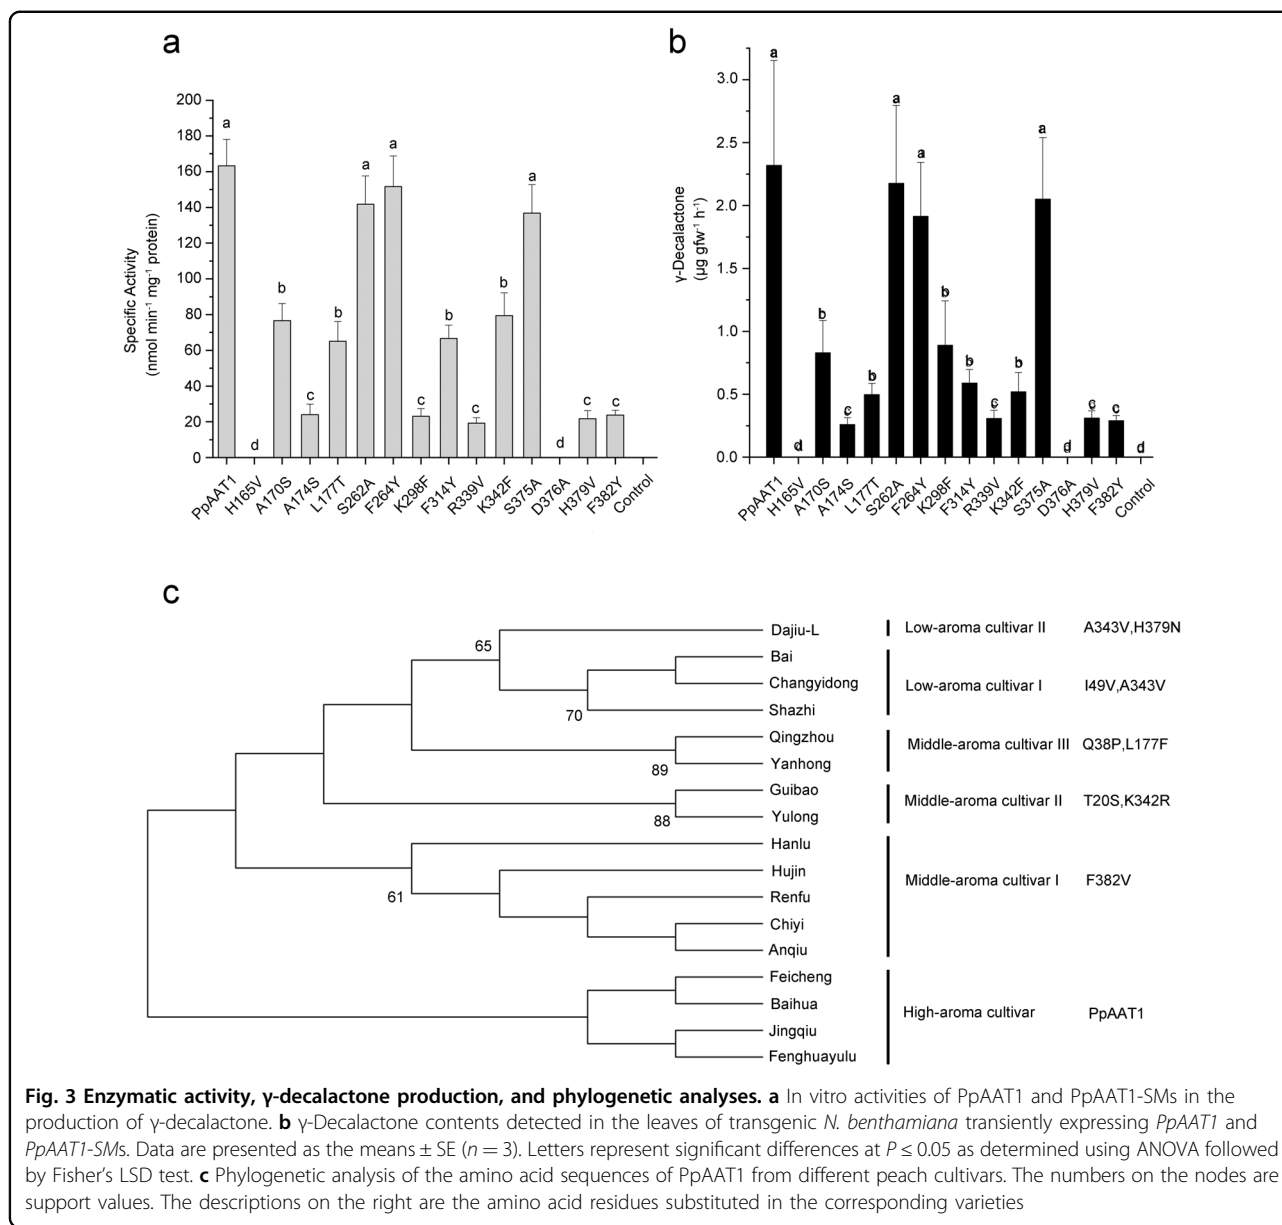 a
Specific Activity
(nmol min⁻¹ mg⁻¹ protein)
200
180
160
140
120
100
80
60
40
20
0
a
d
b
c
b
a
a
c
b
c
b
a
d
c
c
PpAAT1
H165V
A170S
A174S
L177T
S262A
F264Y
K298F
F314Y
R339V
K342F
S375A
D376A
H379V
F382Y
Control
b
γ-Decalactone
(µg gfw⁻¹ h⁻¹)
3.0
2.5
2.0
1.5
1.0
0.5
0.0
a
d
b
c
b
a
a
b
b
c
b
a
d
c
c
d
PpAAT1
H165V
A170S
A174S
L177T
S262A
F264Y
K298F
F314Y
R339V
K342F
S375A
D376A
H379V
F382Y
Control
c
65
70
89
88
61
Dajiu-L
Bai
Changyidong
Shazhi
Qingzhou
Yanhong
Guibao
Yulong
Hanlu
Hujin
Renfu
Chiyi
Anqiu
Feicheng
Baihua
Jingqiu
Fenghuayulu
Low-aroma cultivar II A343V,H379N
Low-aroma cultivar I I49V,A343V
Middle-aroma cultivar III Q38P,L177F
Middle-aroma cultivar II T20S,K342R
Middle-aroma cultivar I F382V
High-aroma cultivar PpAAT1
Fig. 3 Enzymatic activity, γ-decalactone production, and phylogenetic analyses. a In vitro activities of PpAAT1 and PpAAT1-SMs in the
production of γ-decalactone. b γ-Decalactone contents detected in the leaves of transgenic N. benthamiana transiently expressing PpAAT1 and
PpAAT1-SMs. Data are presented as the means ± SE (n = 3). Letters represent significant differences at P ≤ 0.05 as determined using ANOVA followed
by Fisher's LSD test. c Phylogenetic analysis of the amino acid sequences of PpAAT1 from different peach cultivars. The numbers on the nodes are
support values. The descriptions on the right are the amino acid residues substituted in the corresponding varieties